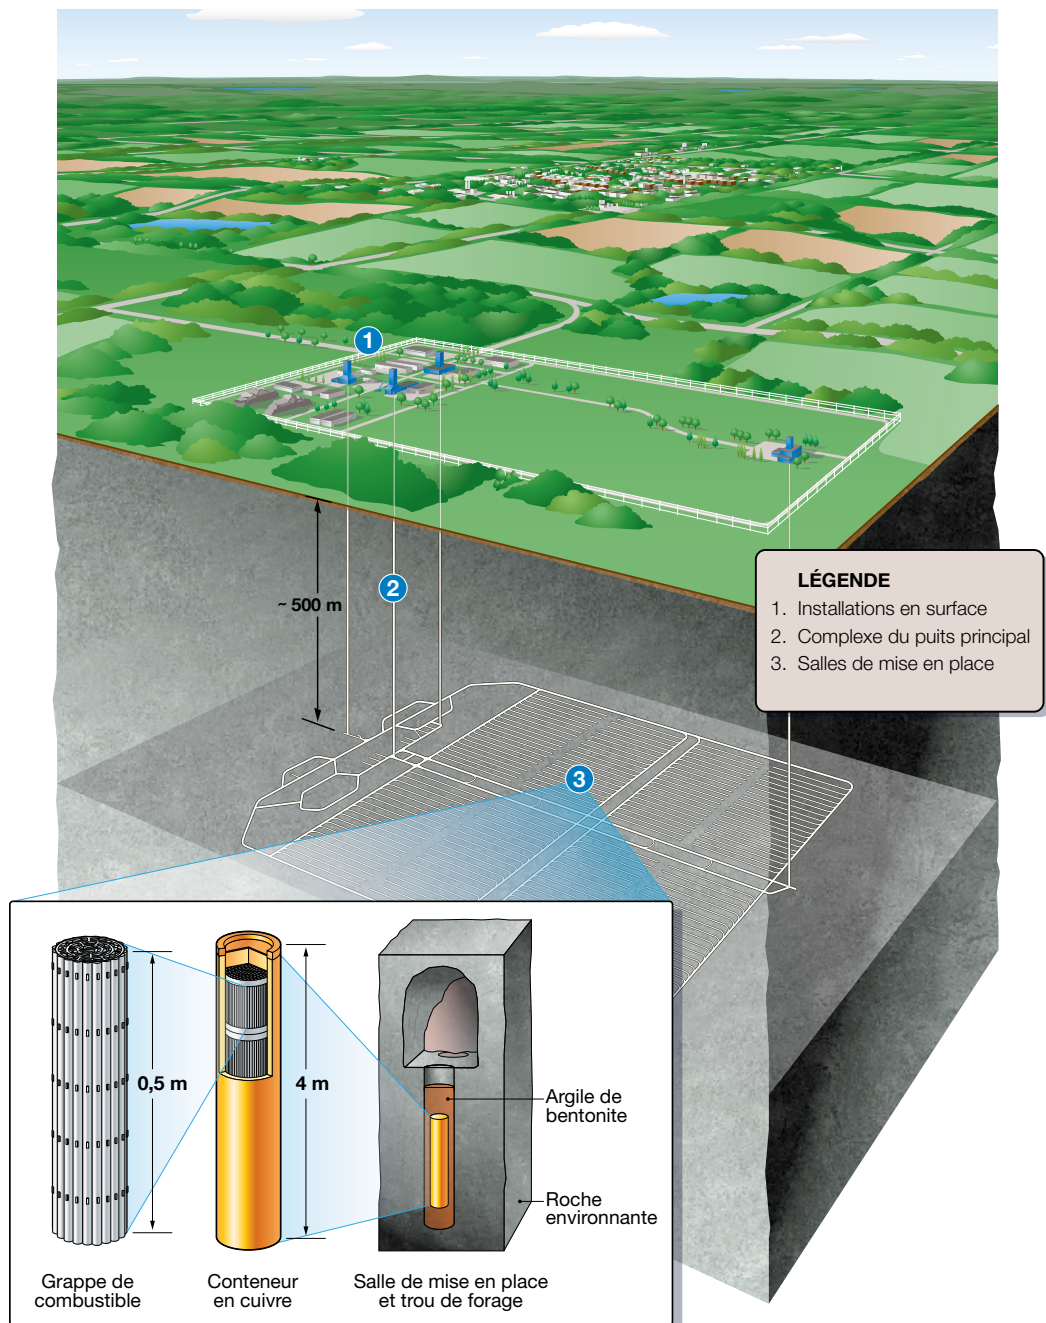 1
2
~ 500 m
LÉGENDE
1. Installations en surface
2. Complexe du puits principal
3. Salles de mise en place
3
0,5 m
4 m
Argile de
bentonite
Roche
environnante
Grappe de
combustible
Conteneur
en cuivre
Salle de mise en place
et trou de forage